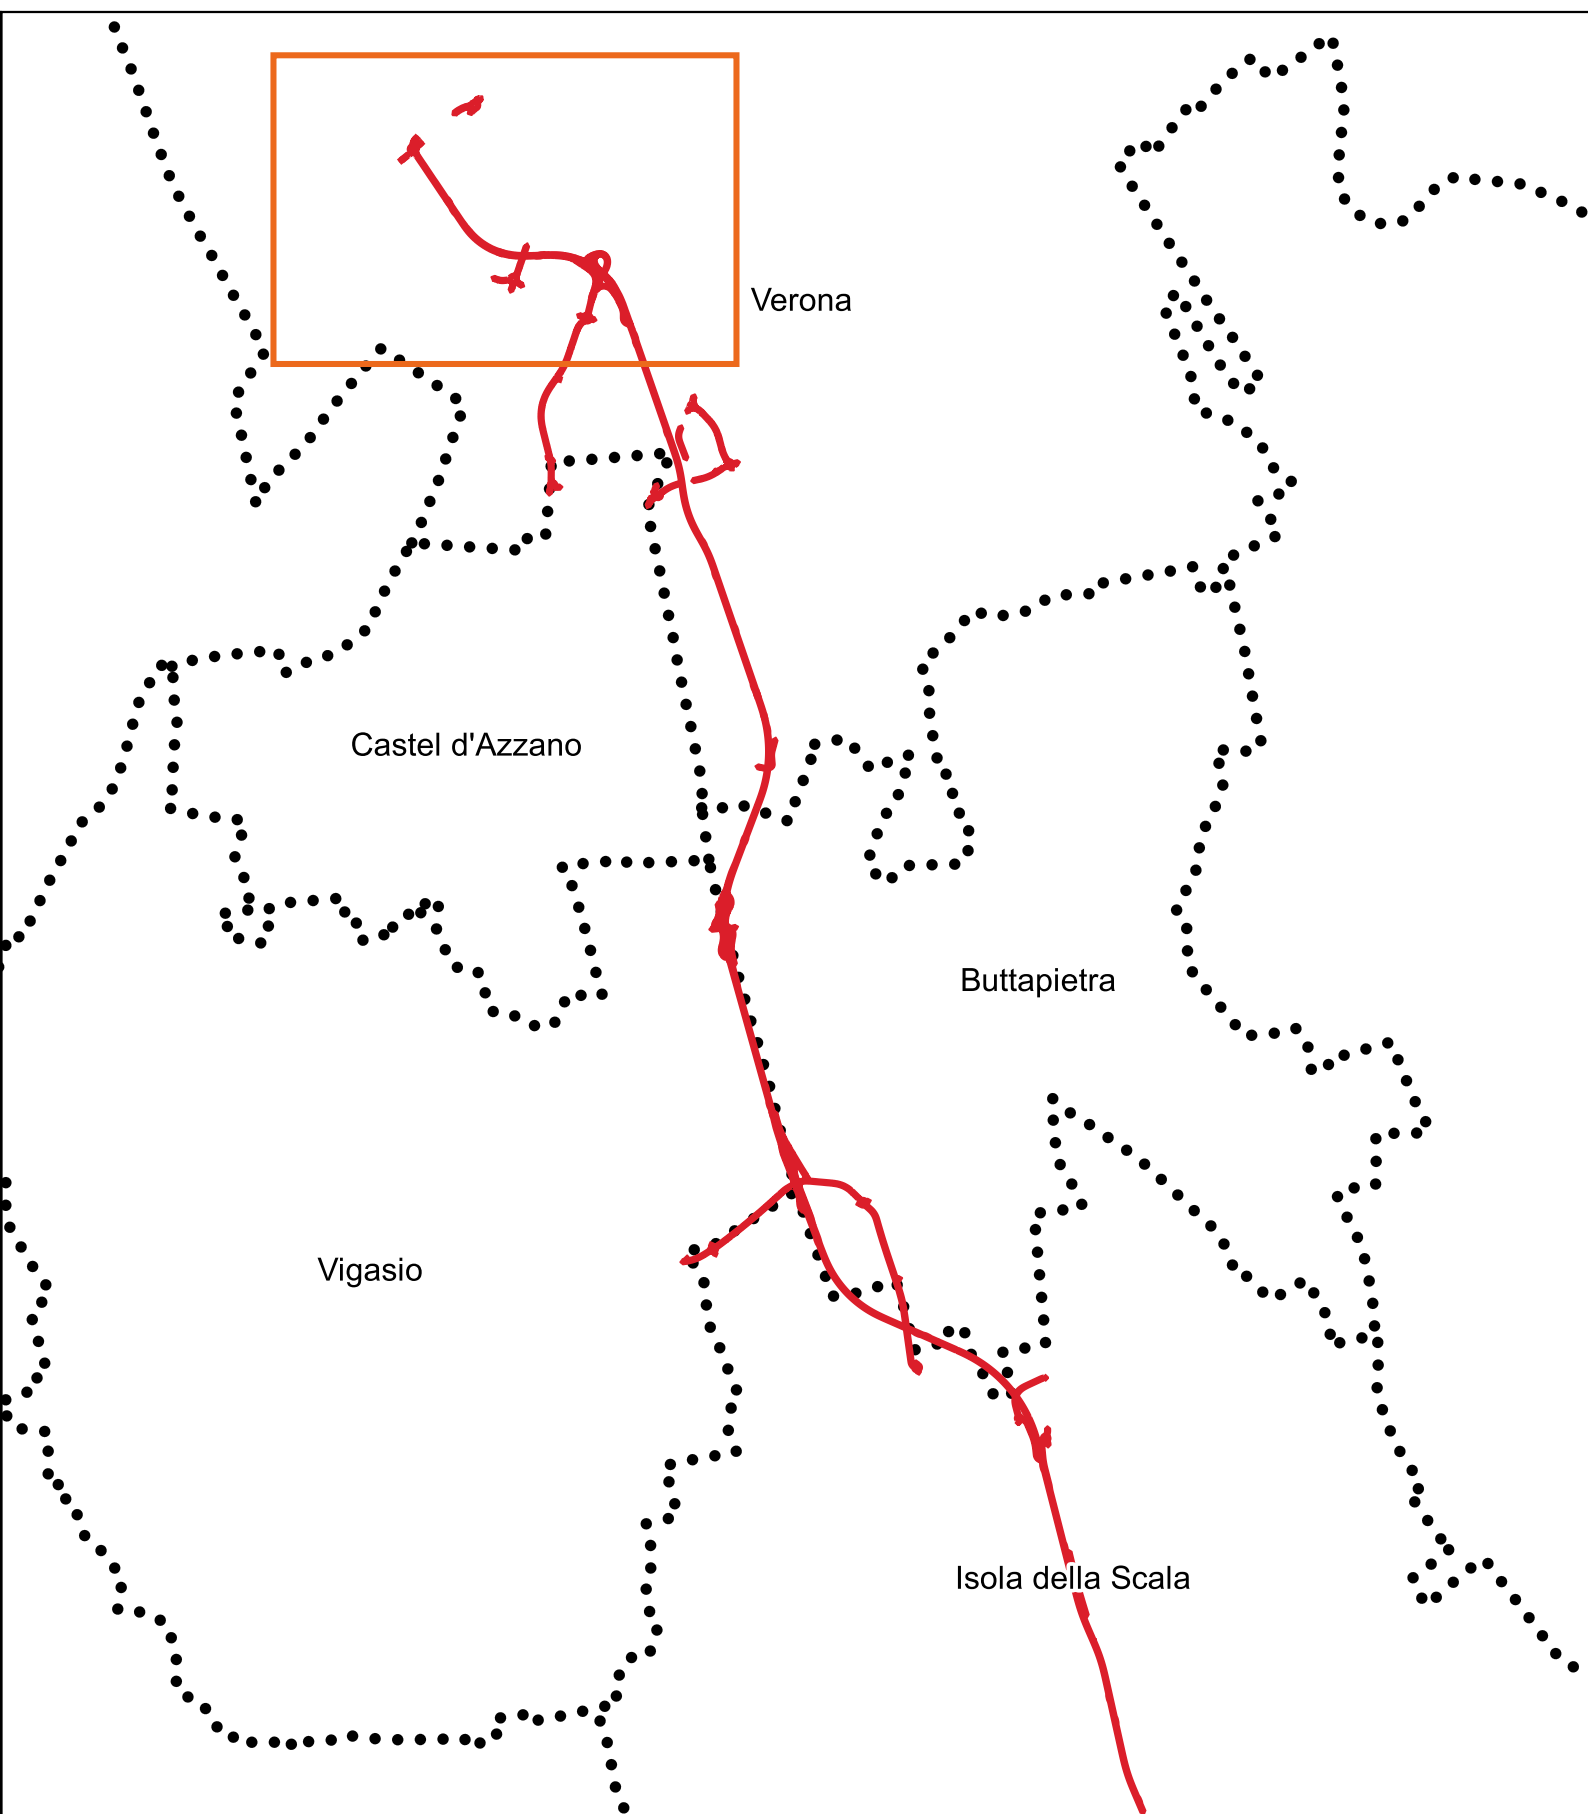 Verona
Castel d'Azzano
Buttapietra
Vigasio
Isola della Scala